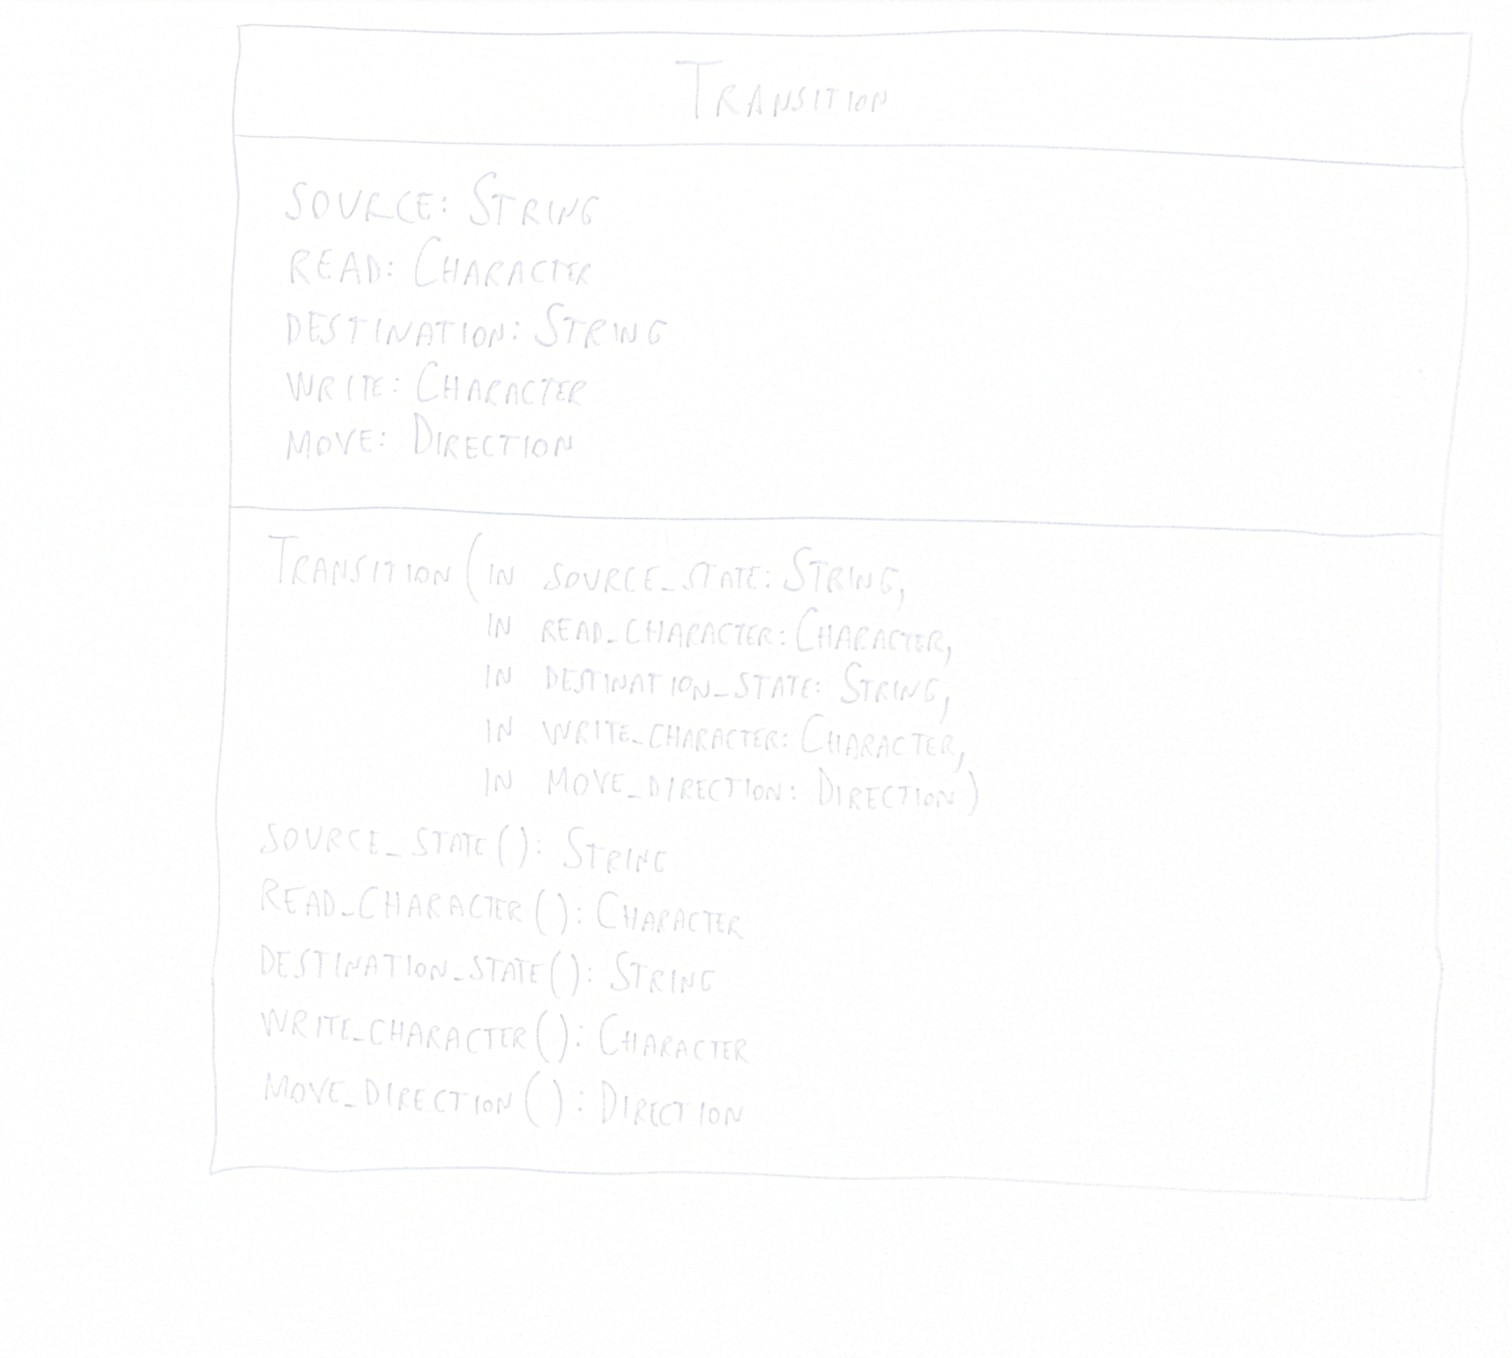 Transition
source: String
read: Character
destination: String
write: Character
move: Direction
Transition(in source_state: String,
in read_character: Character,
in destination_state: String,
in write_character: Character,
in move_direction: Direction)
source_state(): String
read_character(): Character
destination_state(): String
write_character(): Character
move_direction(): Direction